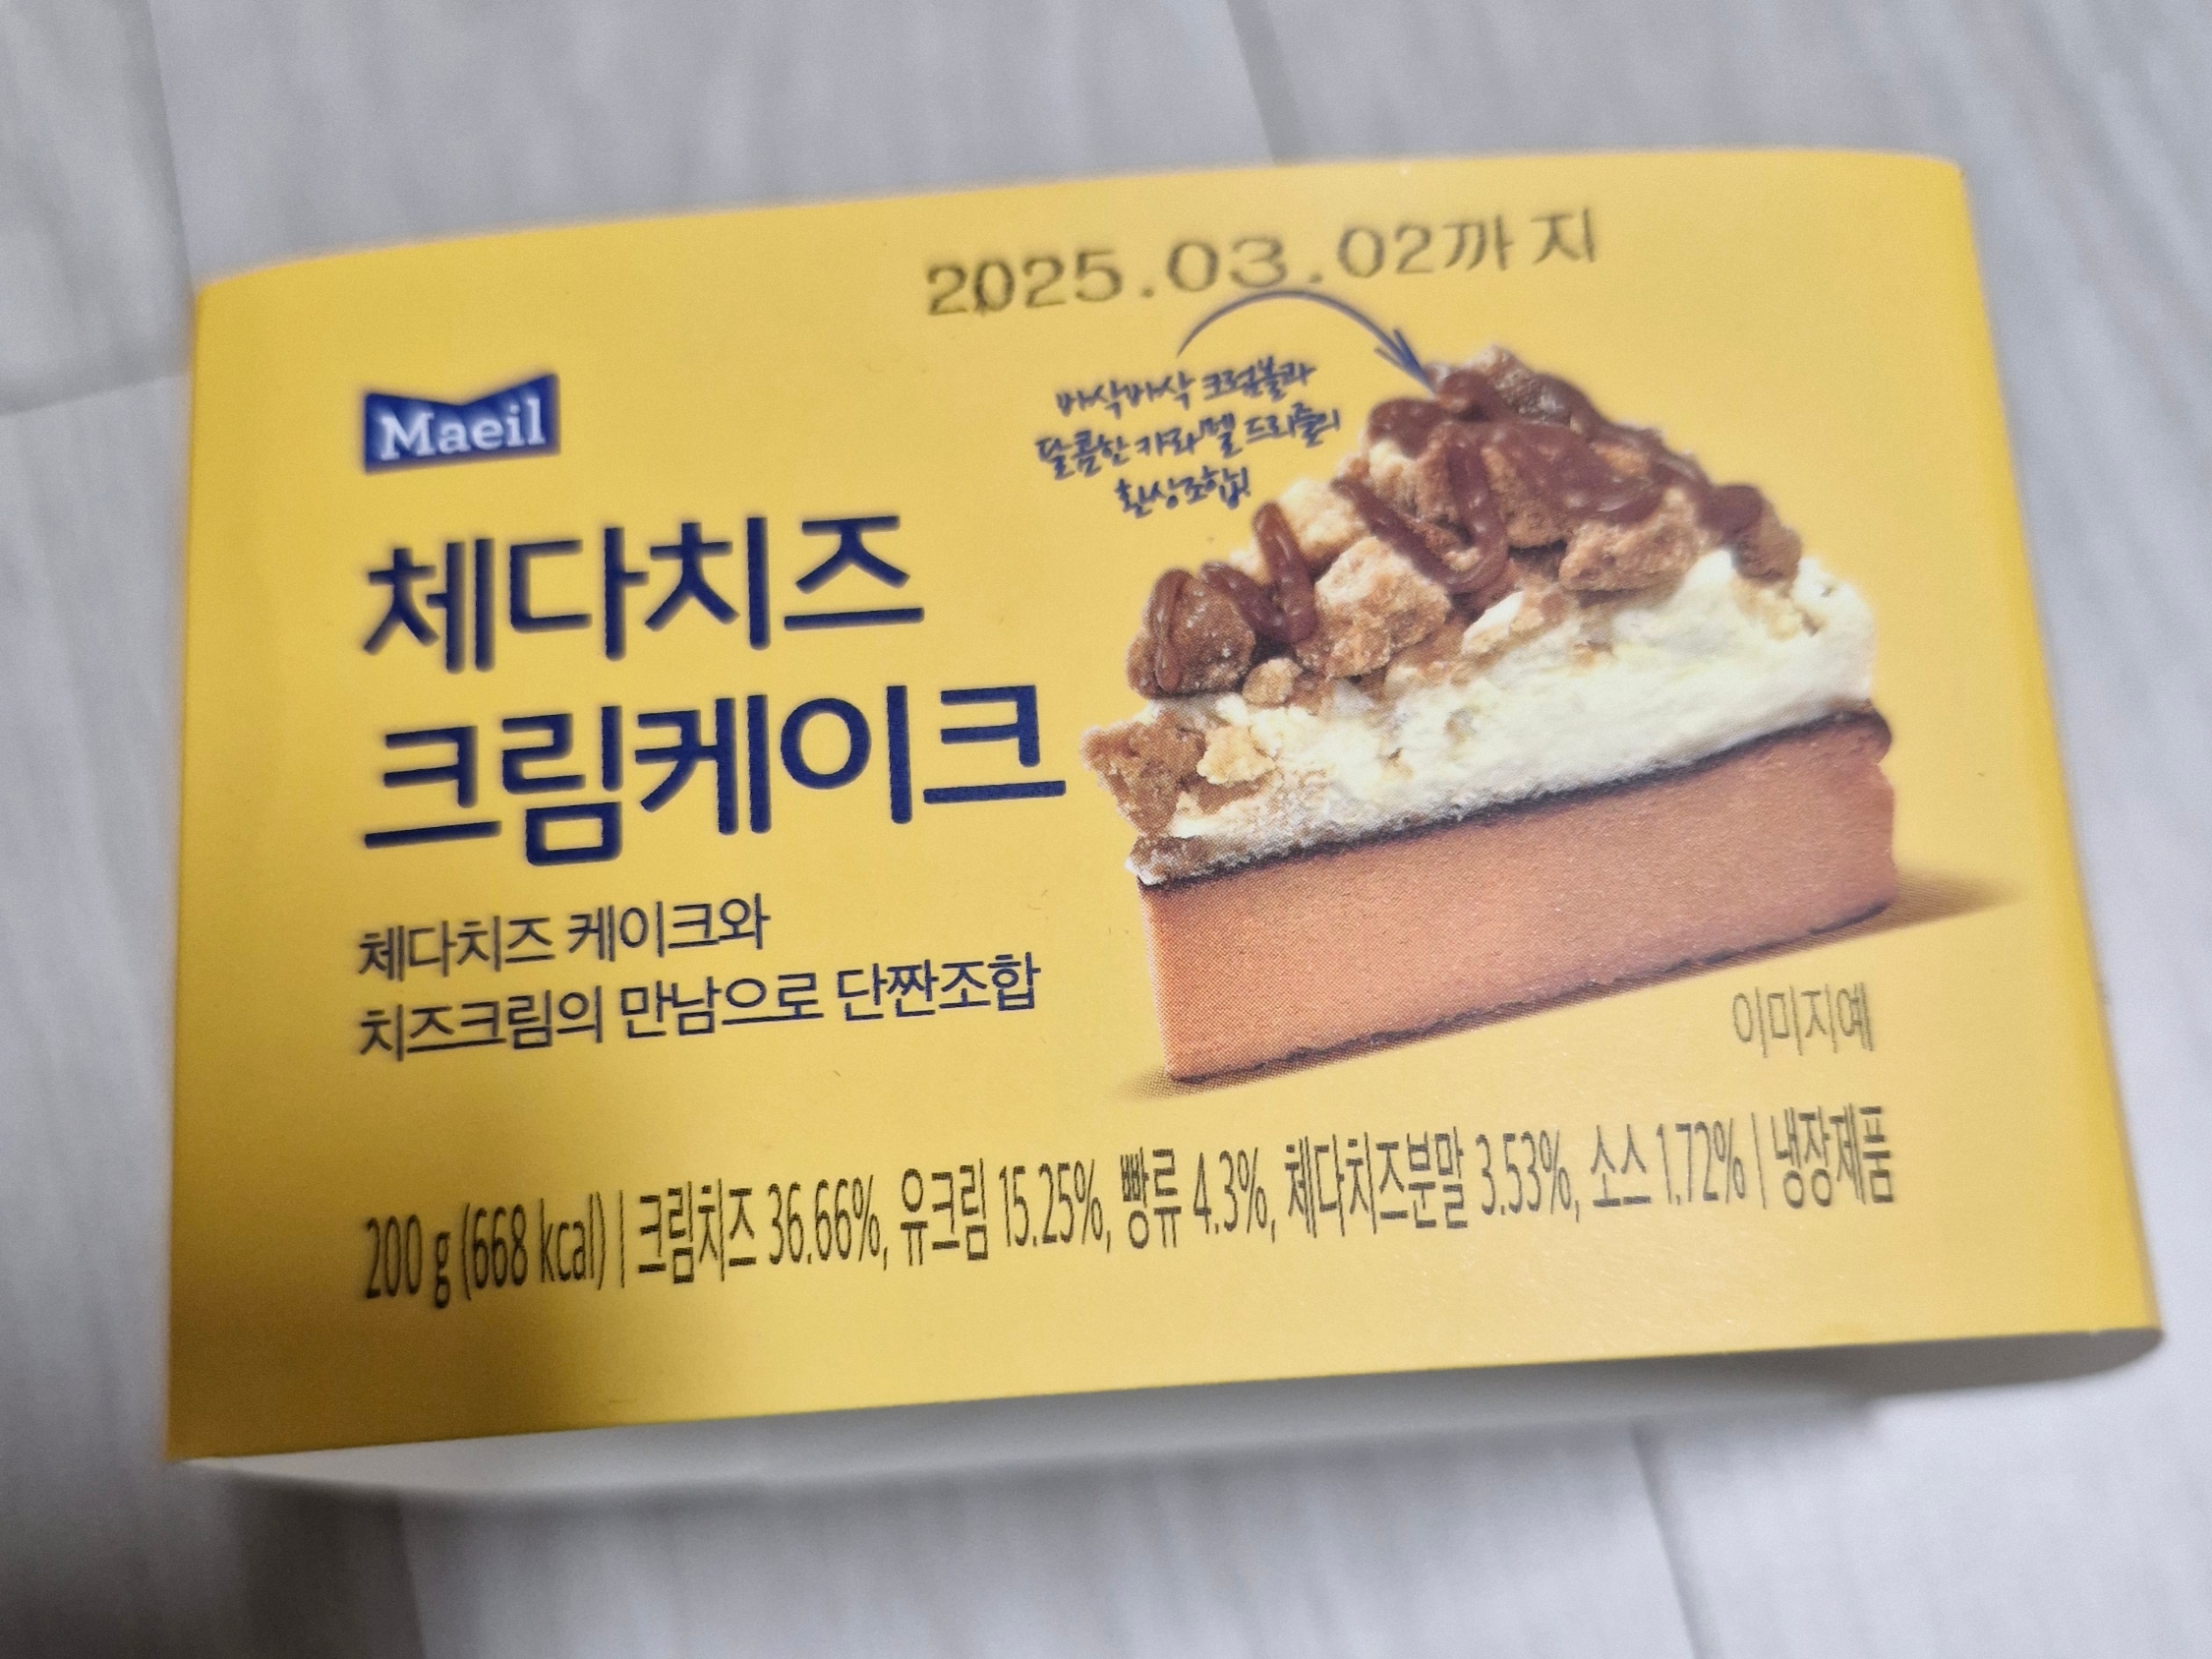 2025.03.02까지
Maeil
바삭바삭 크럼블과
달콤한 카라멜 드리즐의
환상조합!
체다치즈
크림케이크
체다치즈 케이크와
치즈크림의 만남으로 단짠조합
이미지예
200 g (668 kcal) | 크림치즈 36.66%, 유크림 15.25%, 빵류 4.3%, 체다치즈분말 3.53%, 소스 1.72% | 냉장제품